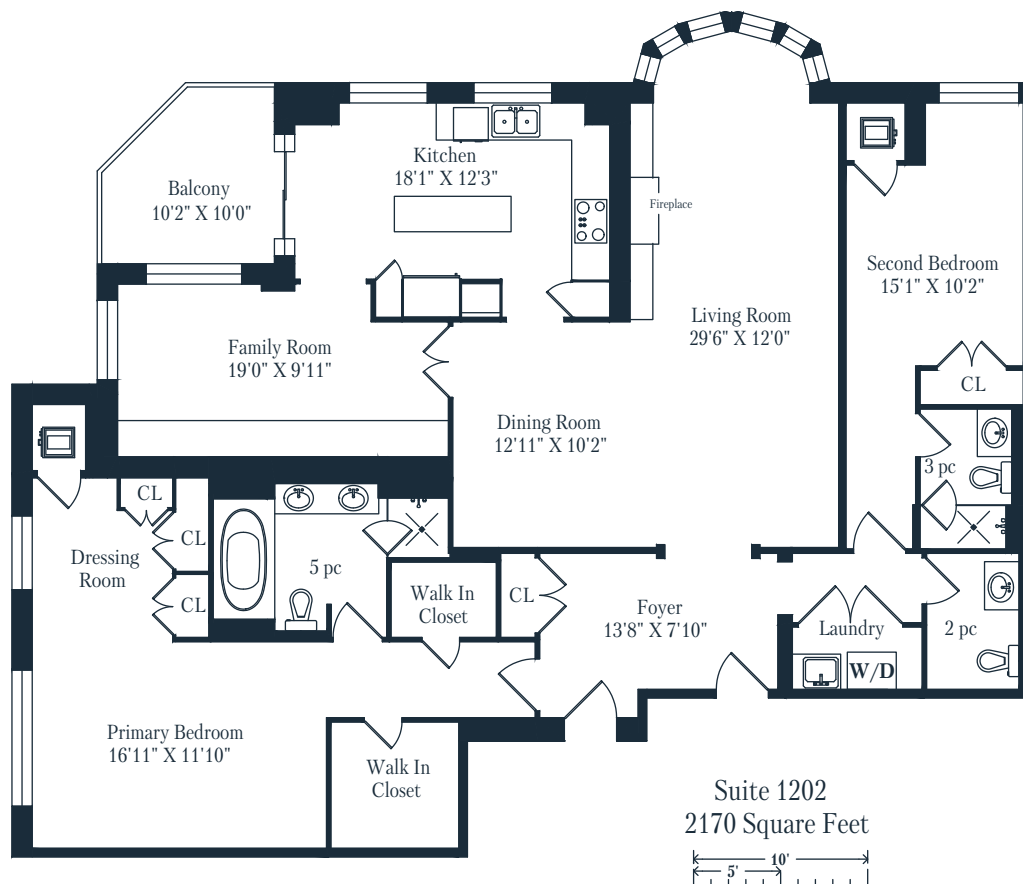 Kitchen
18'1" X 12'3"
Balcony
10'2" X 10'0"
Fireplace
Second Bedroom
15'1" X 10'2"
Living Room
29'6" X 12'0"
Family Room
19'0" X 9'11"
CL
Dining Room
12'11" X 10'2"
3 pc
CL
CL
Dressing
Room
5 pc
CL
Walk In
Closet
CL
Foyer
13'8" X 7'10"
Laundry
2 pc
W/D
Primary Bedroom
16'11" X 11'10"
Walk In
Closet
Suite 1202
2170 Square Feet
10'
5'